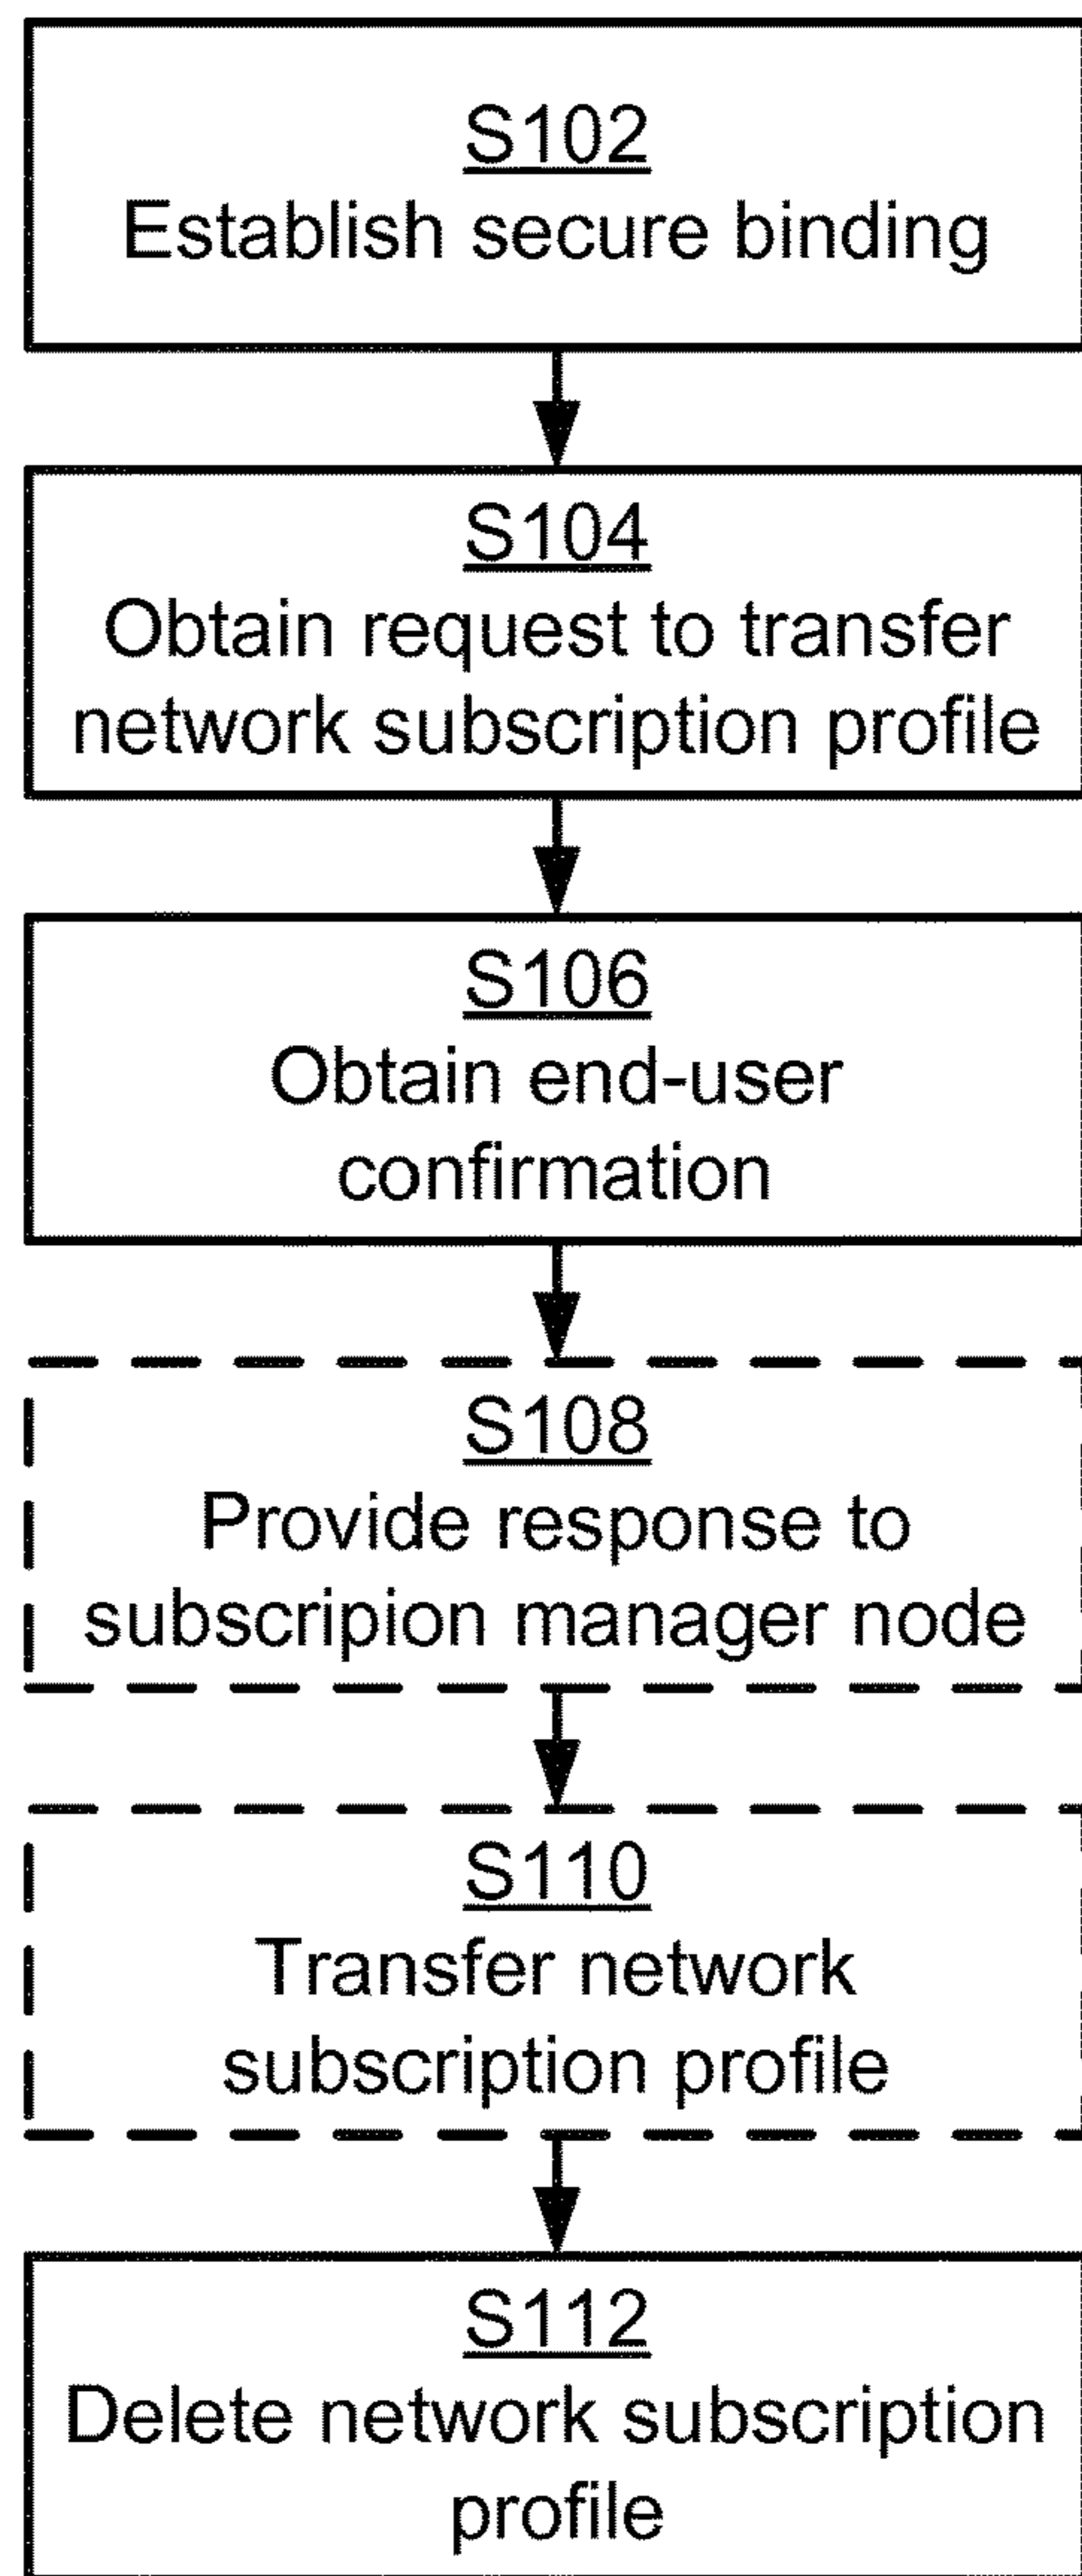 S102
Establish secure binding
S104
Obtain request to transfer
network subscription profile
S106
Obtain end-user
confirmation
S108
Provide response to
subscripion manager node
S110
Transfer network
subscription profile
S112
Delete network subscription
profile